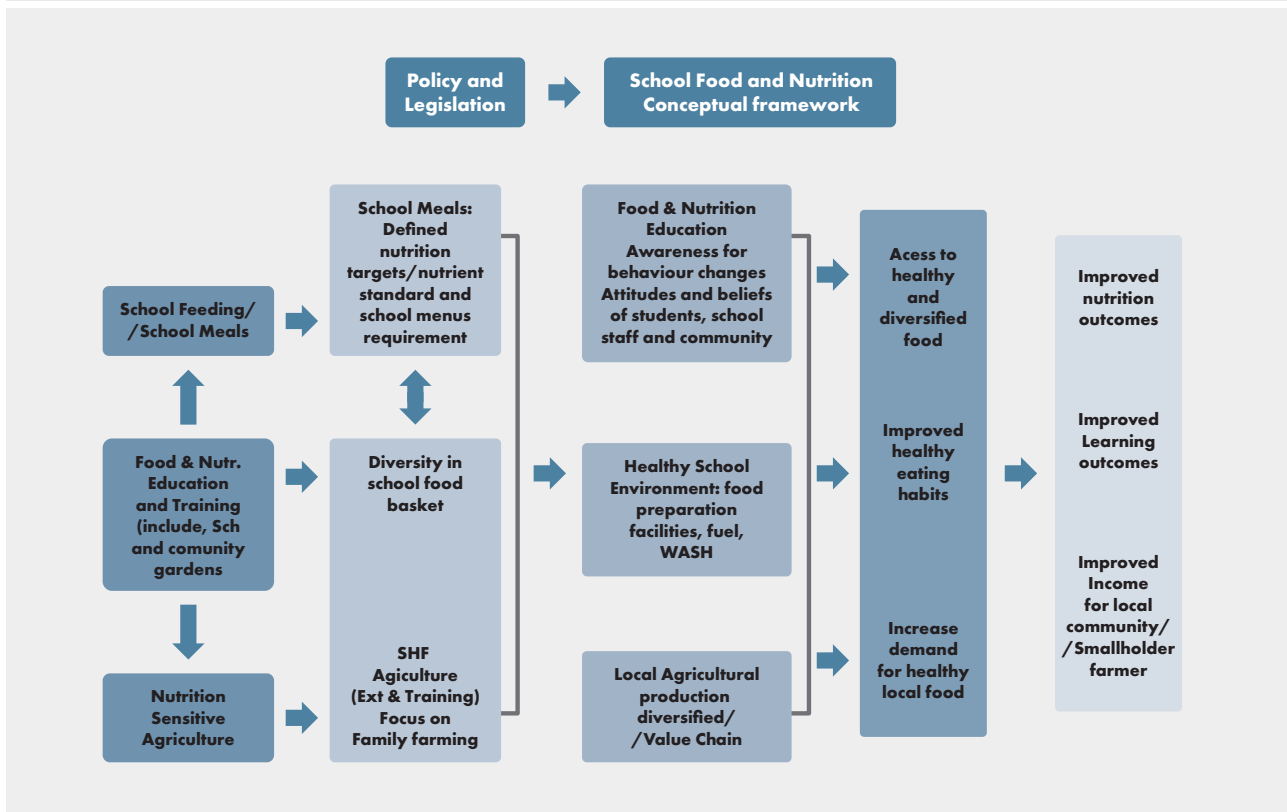 Policy and
Legislation
School Food and Nutrition
Conceptual framework
School Feeding/
/School Meals
Food & Nutr.
Education
and Training
(include, Sch
and comunity
gardens
Nutrition
Sensitive
Agriculture
School Meals:
Defined
nutrition
targets/nutrient
standard and
school menus
requirement
Diversity in
school food
basket
SHF
Agiculture
(Ext & Training)
Focus on
Family farming
Food & Nutrition
Education
Awareness for
behaviour changes
Attitudes and beliefs
of students, school
staff and community
Healthy School
Environment: food
preparation
facilities, fuel,
WASH
Local Agricultural
production
diversified/
/Value Chain
Acess to
healthy
and
diversified
food
Improved
healthy
eating
habits
Increase
demand
for healthy
local food
Improved
nutrition
outcomes
Improved
Learning
outcomes
Improved
Income
for local
community/
/Smallholder
farmer